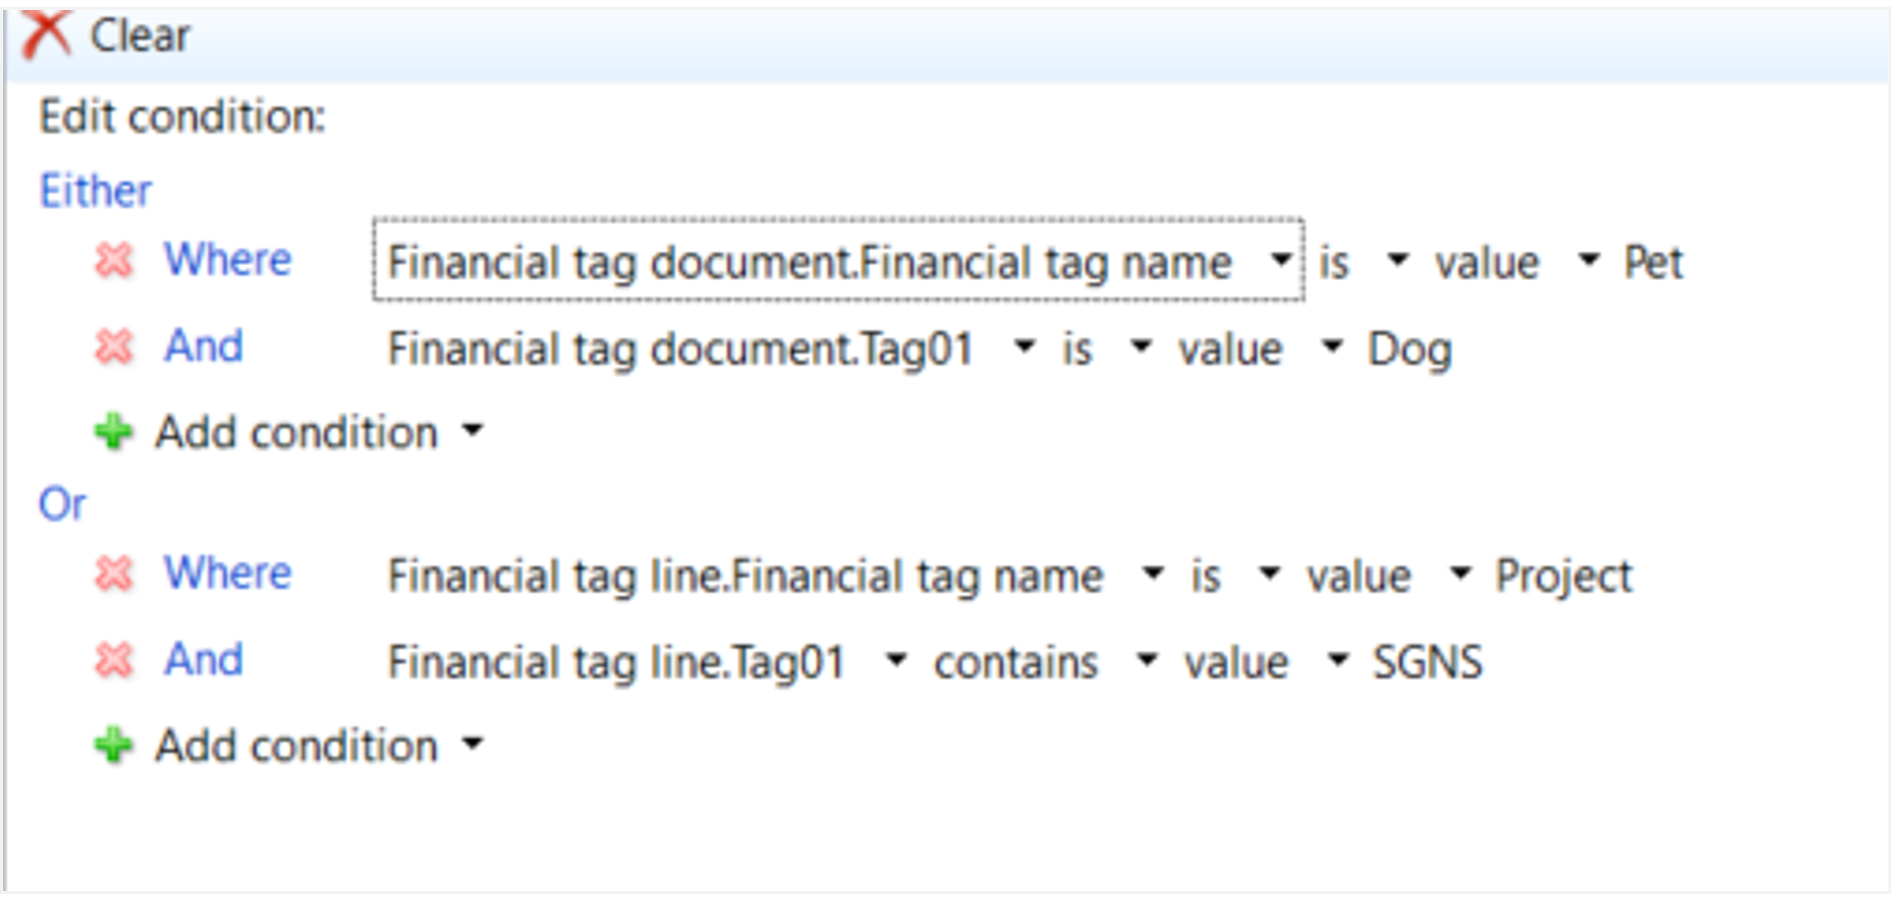 Clear
Edit condition:
Either
Where Financial tag document.Financial tag name is value Pet
And Financial tag document.Tag01 is value Dog
Add condition
Or
Where Financial tag line.Financial tag name is value Project
And Financial tag line.Tag01 contains value SGNS
Add condition